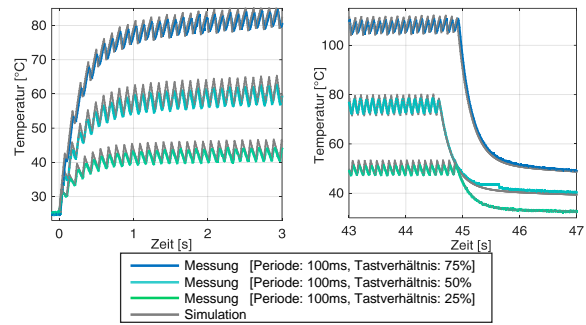 80
70
60
50
40
30
Temperatur [°C]
0
1
2
3
Zeit [s]
100
80
60
40
Temperatur [°C]
43
44
45
46
47
Zeit [s]
Messung [Periode: 100ms, Tastverhältnis: 75%]
Messung [Periode: 100ms, Tastverhältnis: 50%
Messung [Periode: 100ms, Tastverhältnis: 25%]
Simulation